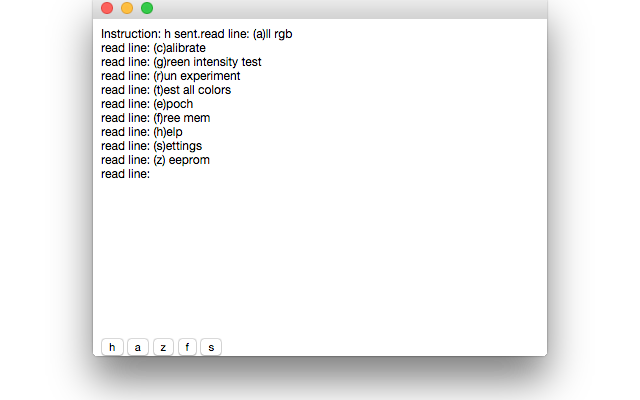 Instruction: h sent.read line: (a)ll rgb
read line: (c)alibrate
read line: (g)reen intensity test
read line: (r)un experiment
read line: (t)est all colors
read line: (e)poch
read line: (f)ree mem
read line: (h)elp
read line: (s)ettings
read line: (z) eeprom
read line:
h a z f s